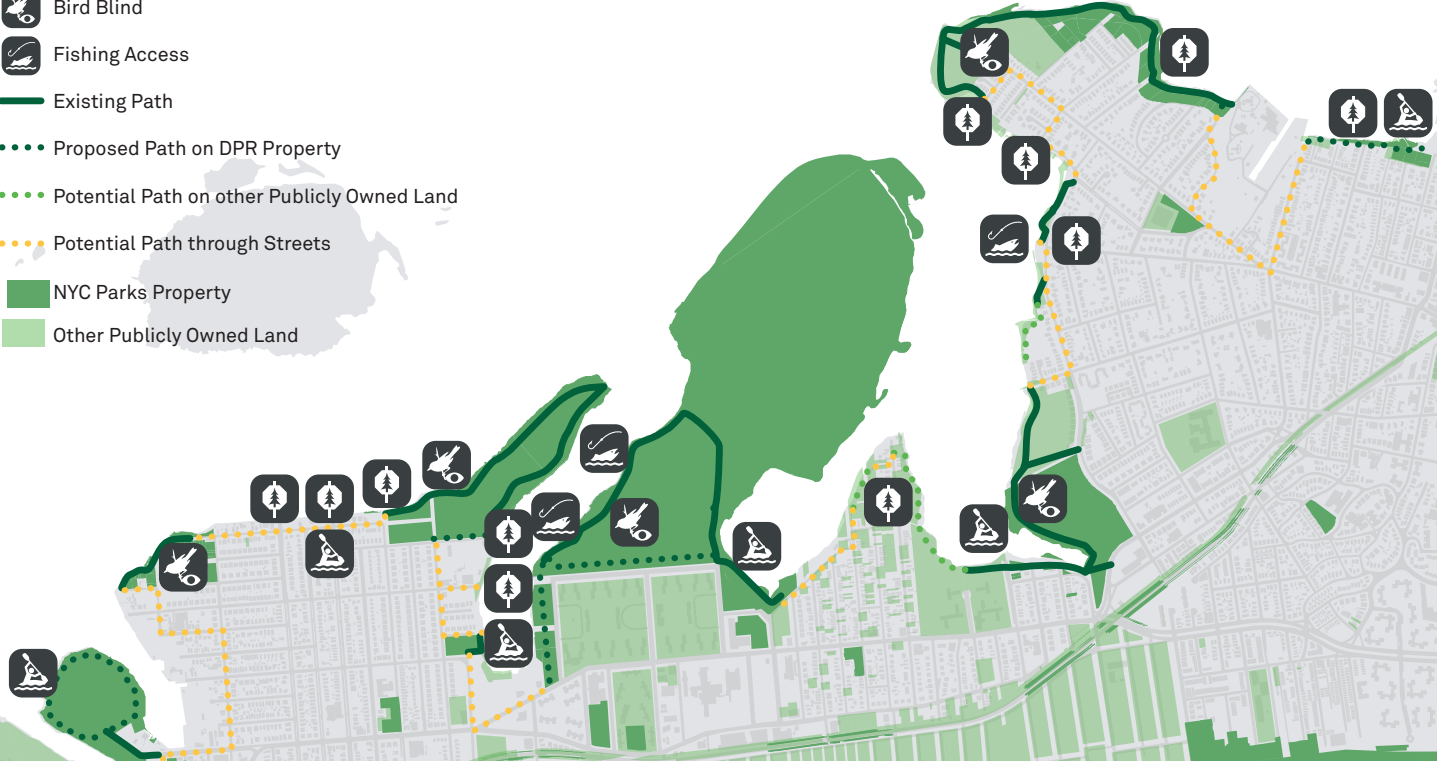 Bird Blind
Fishing Access
Existing Path
Proposed Path on DPR Property
Potential Path on other Publicly Owned Land
Potential Path through Streets
NYC Parks Property
Other Publicly Owned Land